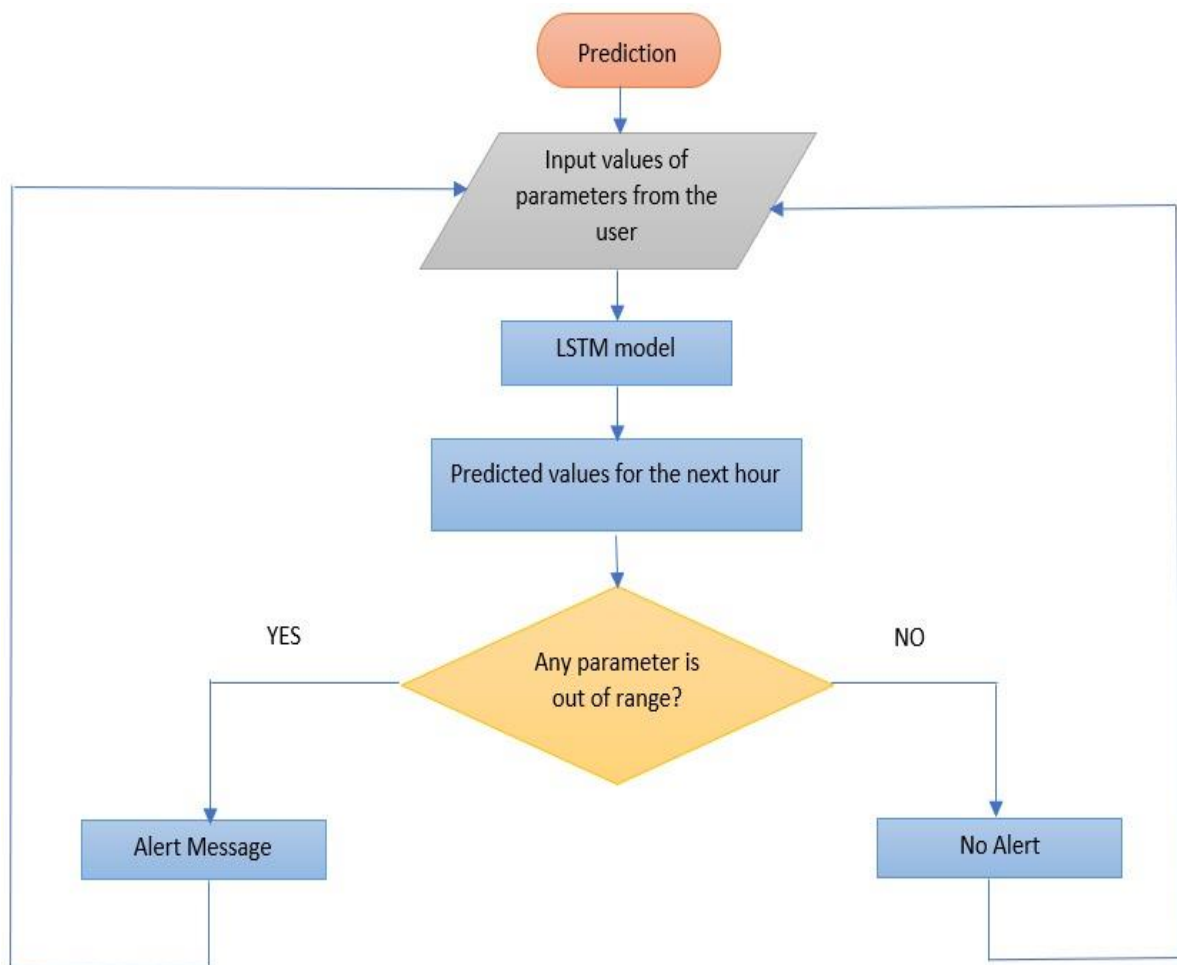 Prediction
Input values of
parameters from the
user
LSTM model
Predicted values for the next hour
YES
NO
Any parameter is
out of range?
Alert Message
No Alert